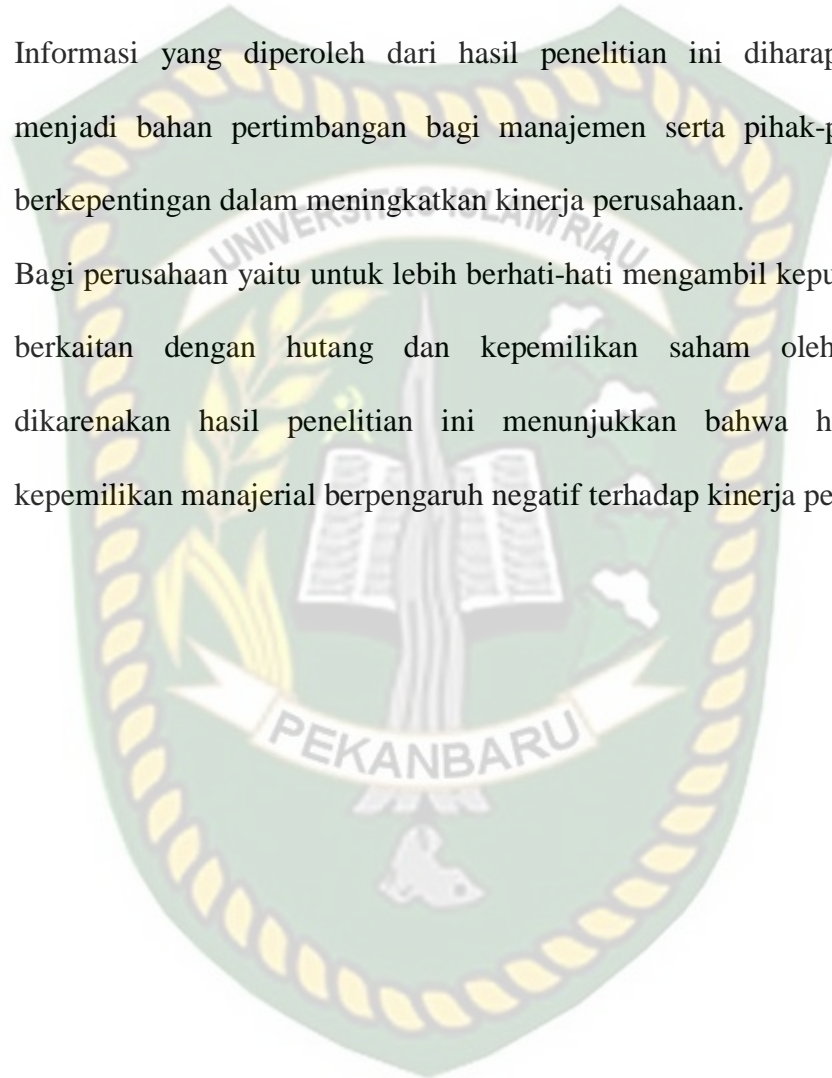 Informasi yang diperoleh dari hasil penelitian ini diharap
menjadi bahan pertimbangan bagi manajemen serta pihak-p
berkepentingan dalam meningkatkan kinerja perusahaan.
UNIVERSITAS ISLAM RIAU
Bagi perusahaan yaitu untuk lebih berhati-hati mengambil kepu
berkaitan dengan hutang dan kepemilikan saham oleh
dikarenakan hasil penelitian ini menunjukkan bahwa h
kepemilikan manajerial berpengaruh negatif terhadap kinerja pe
PEKANBARU